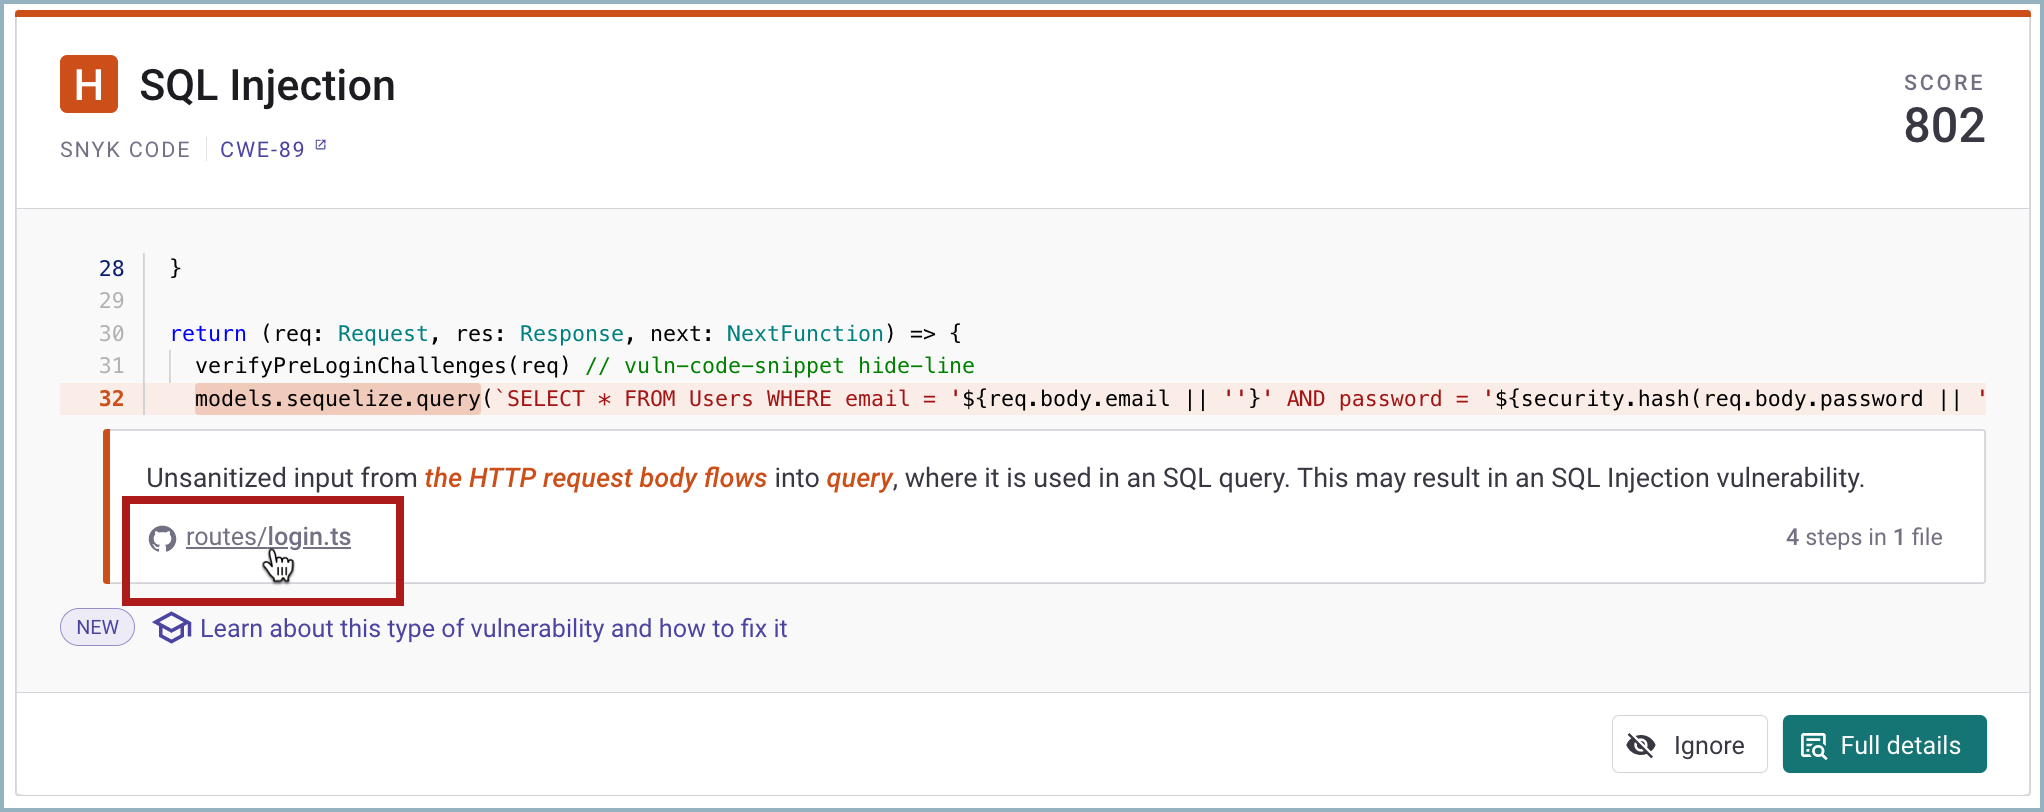 H SQL Injection
SCORE
802
SNYK CODE CWE-89
28 }
29
30 return (req: Request, res: Response, next: NextFunction) => {
31 verifyPreLoginChallenges(req) // vuln-code-snippet hide-line
32 models.sequelize.query(`SELECT * FROM Users WHERE email = '${req.body.email || ''}' AND password = '${security.hash(req.body.password || '
Unsanitized input from the HTTP request body flows into query, where it is used in an SQL query. This may result in an SQL Injection vulnerability.
routes/login.ts
4 steps in 1 file
NEW Learn about this type of vulnerability and how to fix it
Ignore
Full details